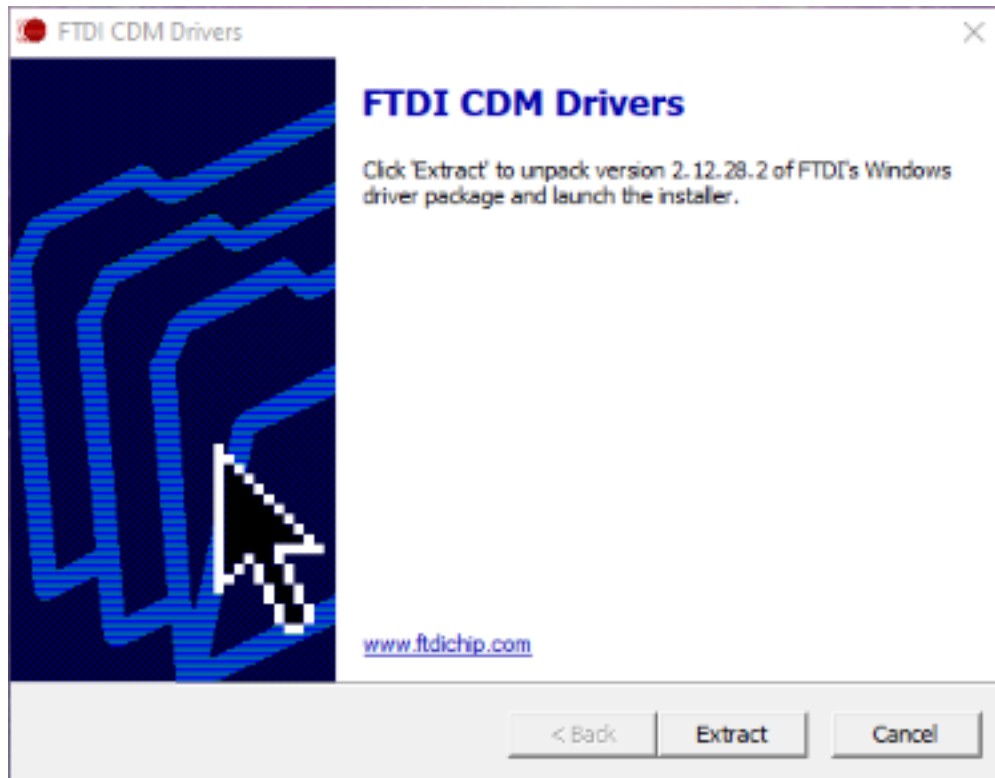 FTDI CDM Drivers
FTDI CDM Drivers
Click 'Extract' to unpack version 2.12.28.2 of FTDI's Windows
driver package and launch the installer.
www.ftdichip.com
< Back
Extract
Cancel